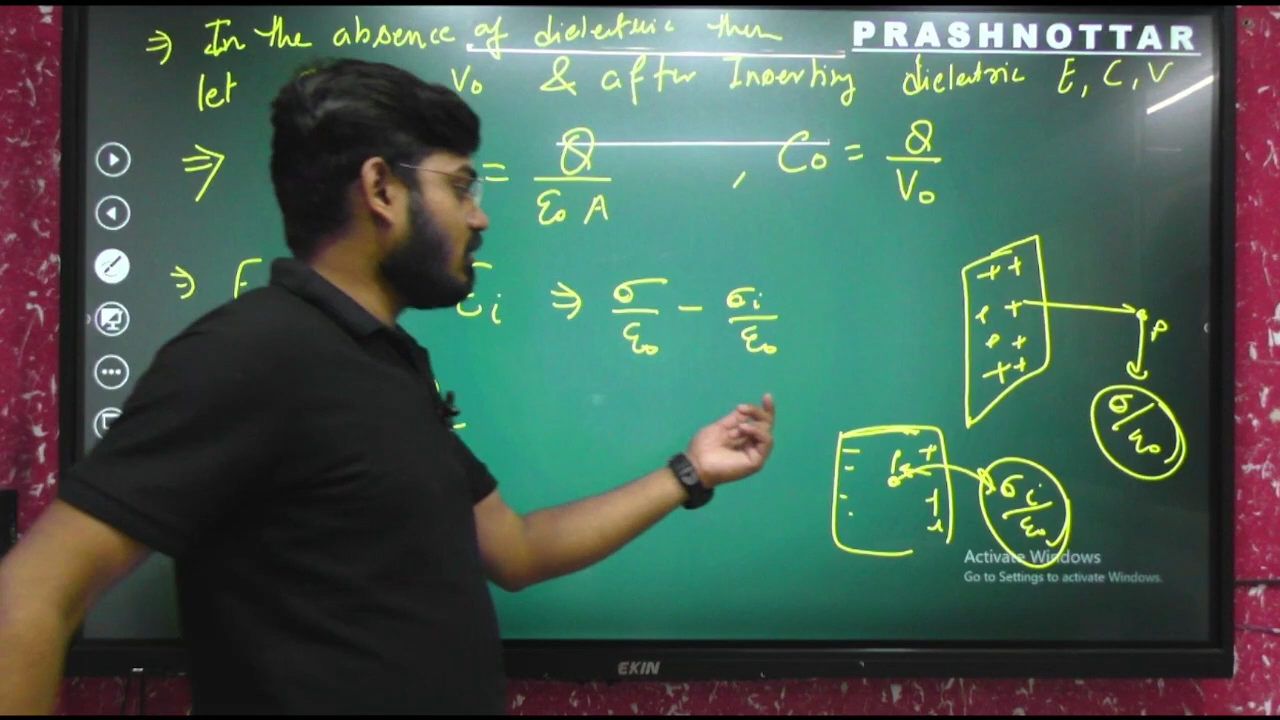 PRASHNOTTAR
⇒ In the absence of dielectric then
let V₀ & after Inserting dielectric E, C, V
⇒ = Q/ε₀ A , C₀ = Q/V₀
⇒ E i ⇒ σ/ε₀ − σi/ε₀
+ +
+
+
+ +
P
σ/ε₀
σi/ε₀
Activate Windows
Go to Settings to activate Windows.
EKIN